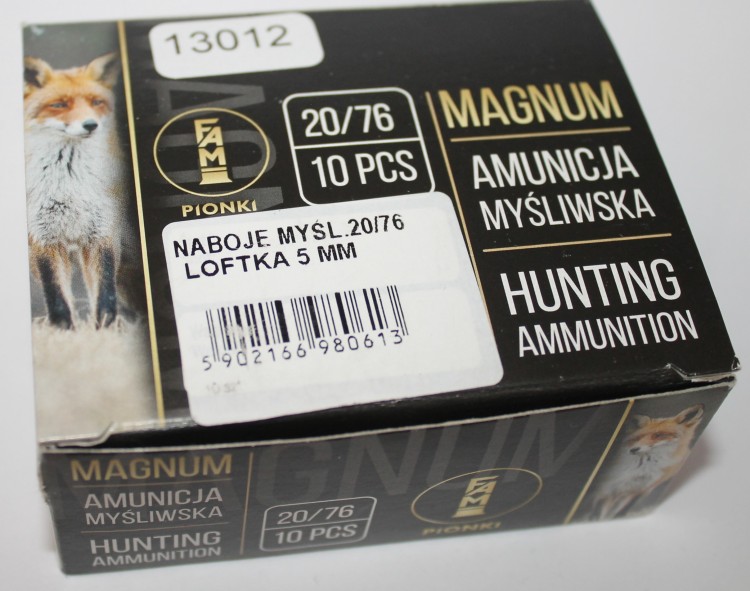 13012
FAM
PIONKI
20/76
10 PCS
MAGNUM
AMUNICJA
MYŚLIWSKA
HUNTING
AMMUNITION
NABOJE MYŚL.20/76
LOFTKA 5 MM
5 902166 980613
MAGNUM
AMUNICJA
MYŚLIWSKA
HUNTING
AMMUNITION
20/76
10 PCS
GNUM
FAM
PIONKI